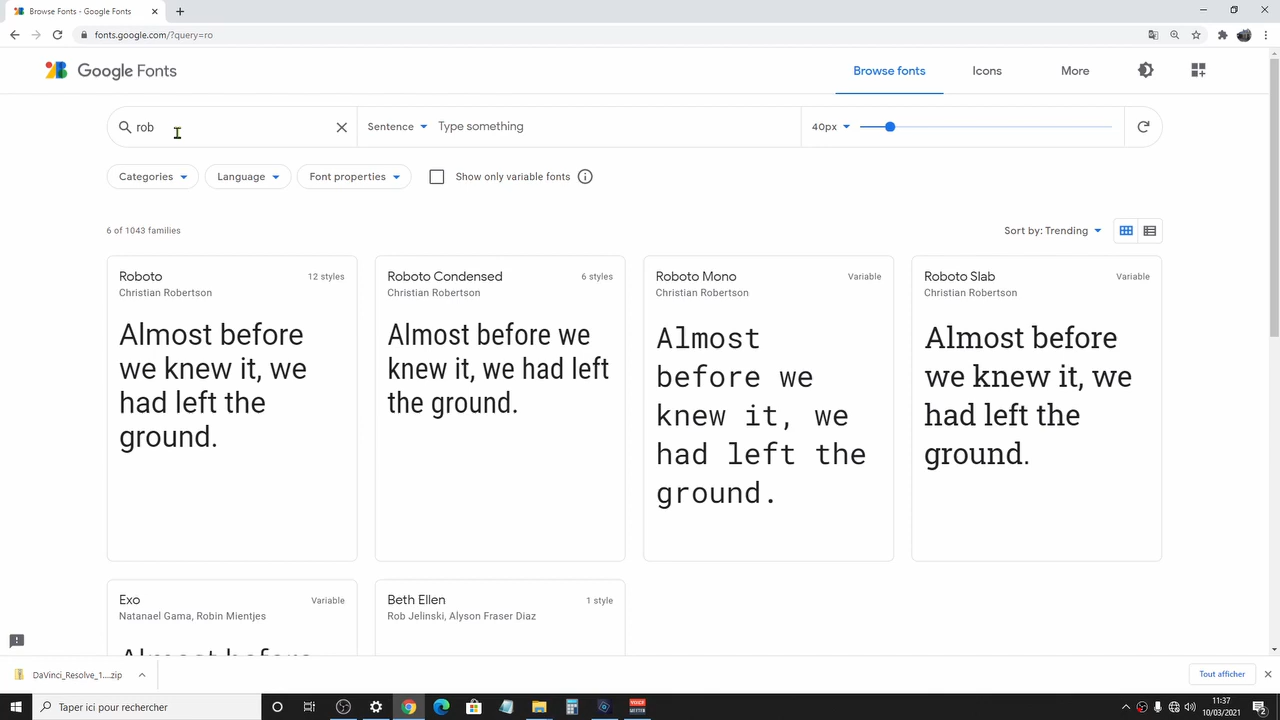 Browse Fonts - Google Fonts
fonts.google.com/?query=ro
Google Fonts
Browse fonts
Icons
More
rob
Sentence
Type something
40px
Categories
Language
Font properties
Show only variable fonts
6 of 1043 families
Sort by: Trending
Roboto
12 styles
Christian Robertson
Almost before
we knew it, we
had left the
ground.
Roboto Condensed
6 styles
Christian Robertson
Almost before we
knew it, we had left
the ground.
Roboto Mono
Variable
Christian Robertson
Almost
before we
knew it, we
had left the
ground.
Roboto Slab
Variable
Christian Robertson
Almost before
we knew it, we
had left the
ground.
Exo
Variable
Natanael Gama, Robin Mientjes
Almost before
Beth Ellen
1 style
Rob Jelinski, Alyson Fraser Diaz
DaVinci_Resolve_1....zip
Tout afficher
Taper ici pour rechercher
11:37
10/03/2021
2